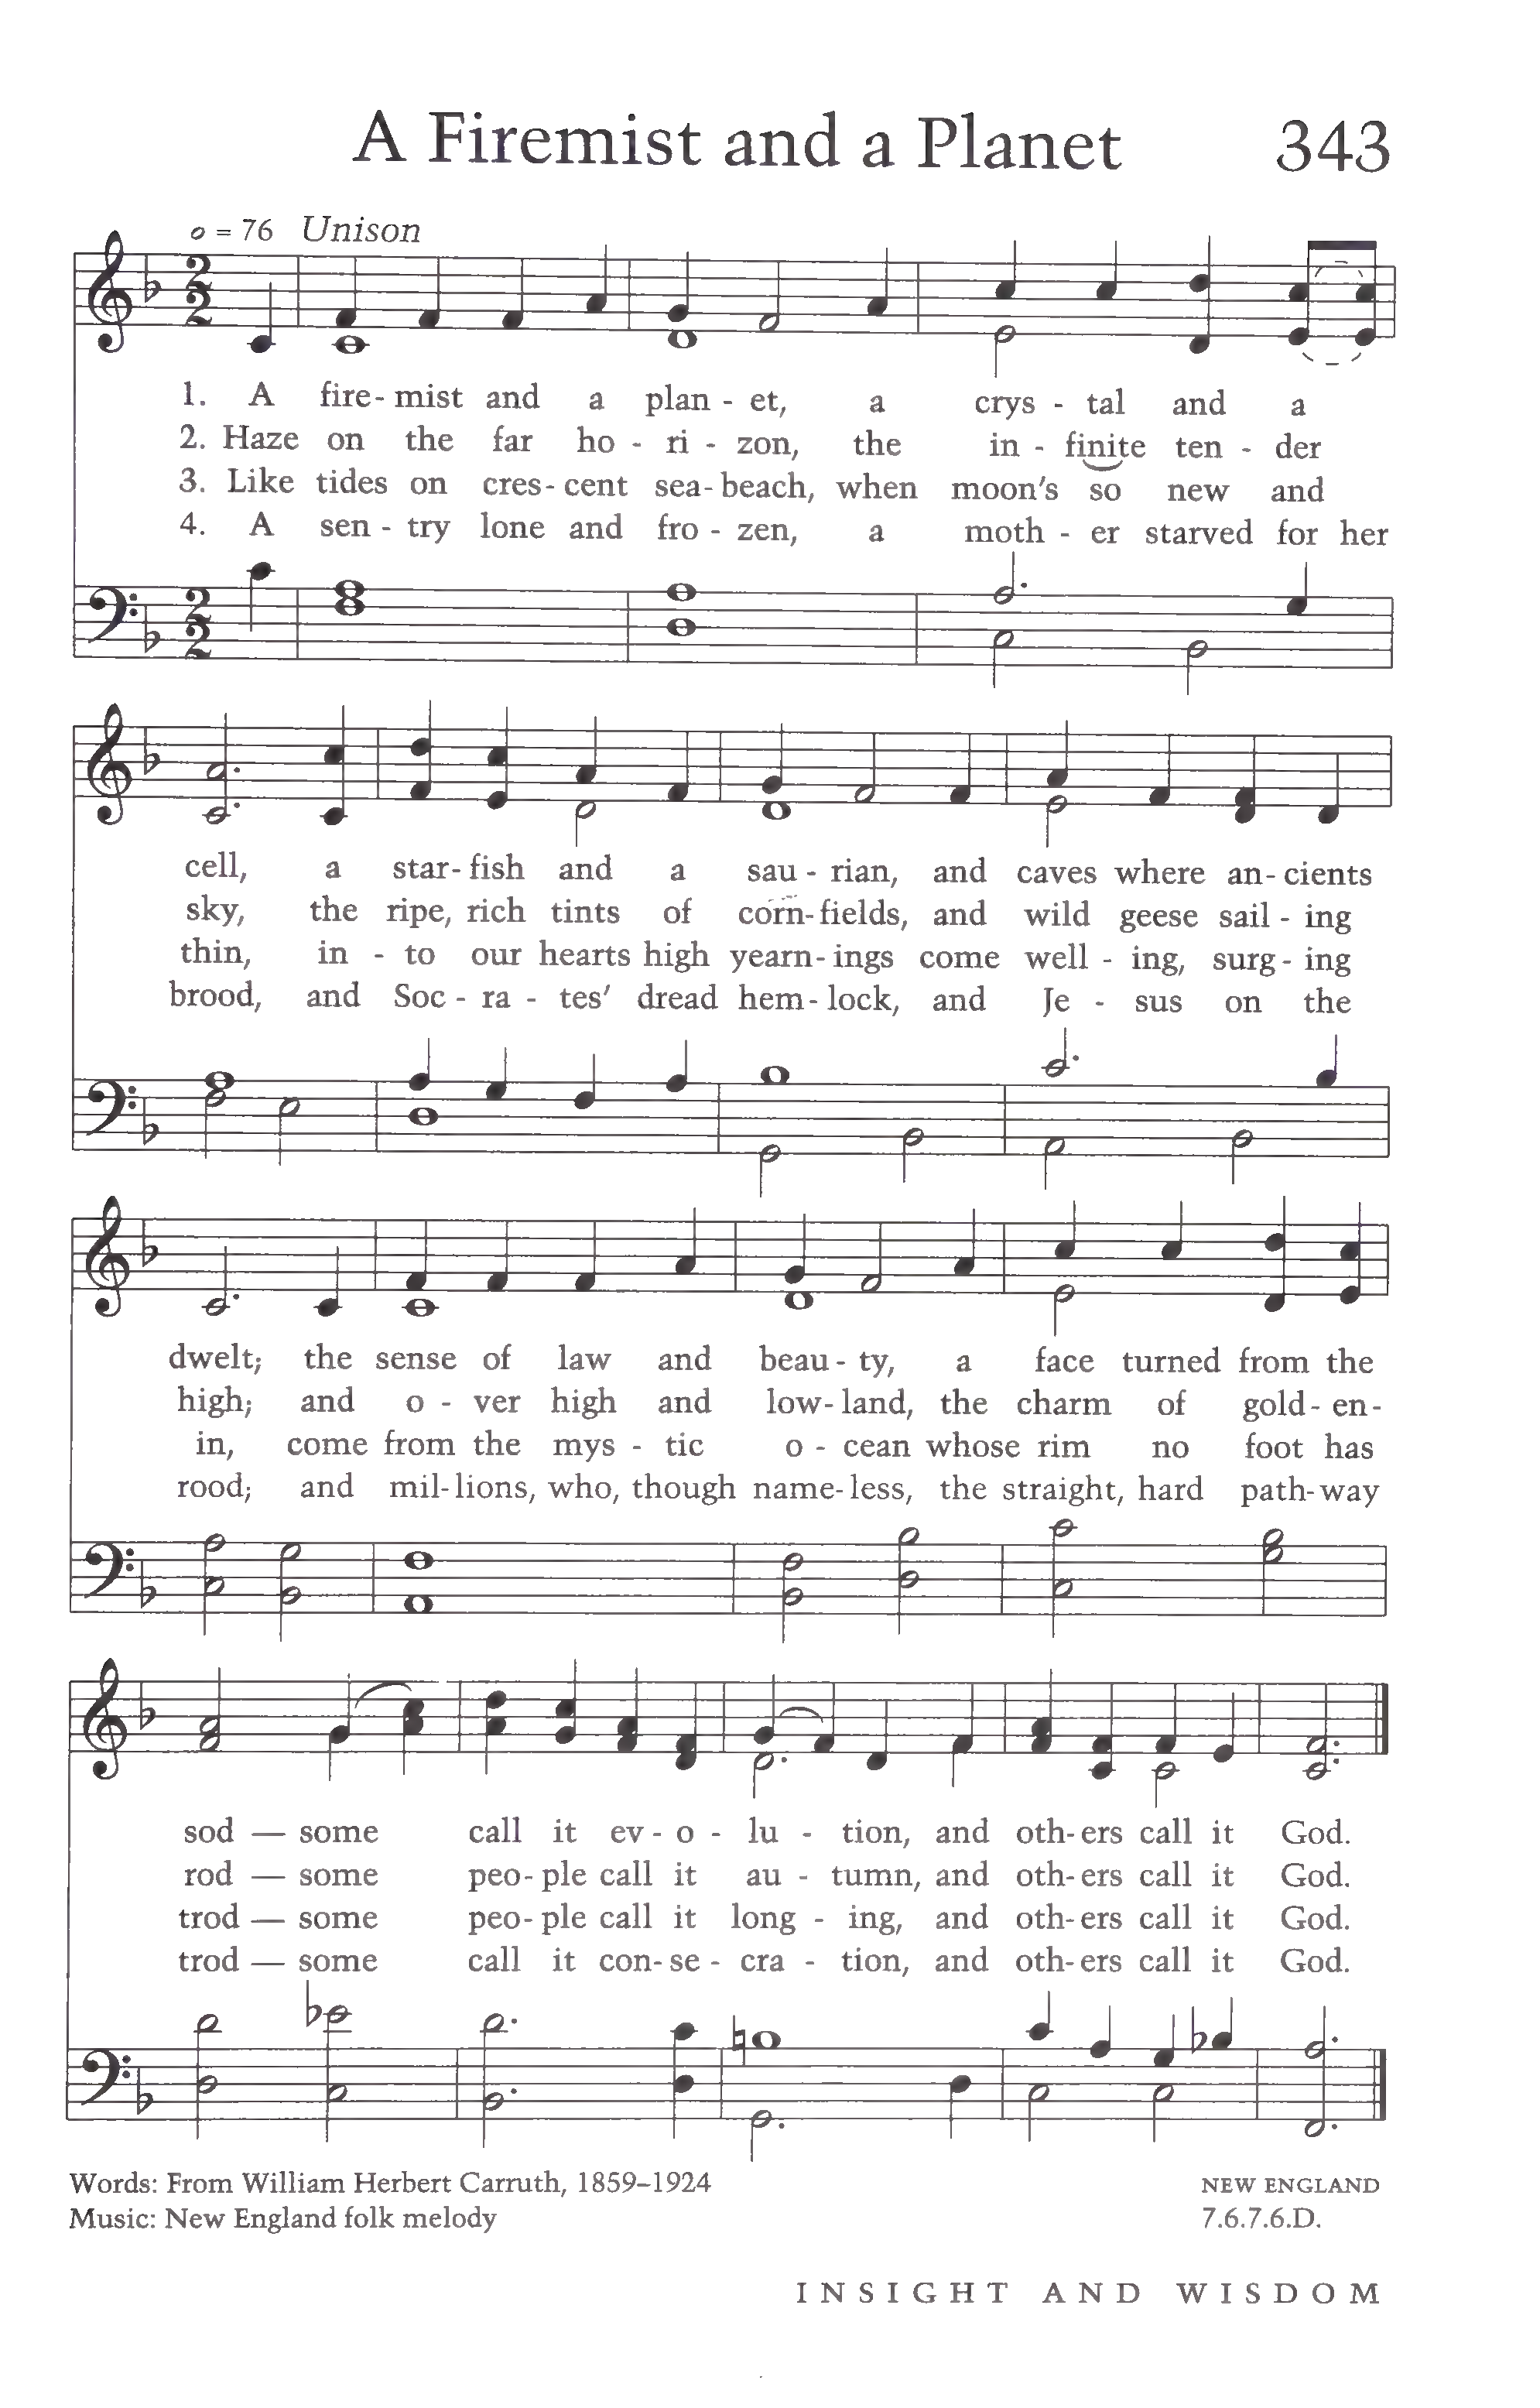 A Firemist and a Planet 343
𝅝 = 76 Unison
1. A fire- mist and a plan - et, a crys - tal and a
2. Haze on the far ho - ri - zon, the in - finite ten - der
3. Like tides on cres- cent sea- beach, when moon's so new and
4. A sen - try lone and fro - zen, a moth - er starved for her
cell, a star- fish and a sau - rian, and caves where an- cients
sky, the ripe, rich tints of corn- fields, and wild geese sail - ing
thin, in - to our hearts high yearn- ings come well - ing, surg- ing
brood, and Soc - ra - tes' dread hem- lock, and Je - sus on the
dwelt; the sense of law and beau - ty, a face turned from the
high; and o - ver high and low- land, the charm of gold- en-
in, come from the mys - tic o - cean whose rim no foot has
rood; and mil- lions, who, though name- less, the straight, hard path- way
sod — some call it ev - o - lu - tion, and oth- ers call it God.
rod — some peo- ple call it au - tumn, and oth- ers call it God.
trod — some peo- ple call it long - ing, and oth- ers call it God.
trod — some call it con- se - cra - tion, and oth- ers call it God.
Words: From William Herbert Carruth, 1859–1924 NEW ENGLAND
Music: New England folk melody 7.6.7.6.D.
INSIGHT AND WISDOM